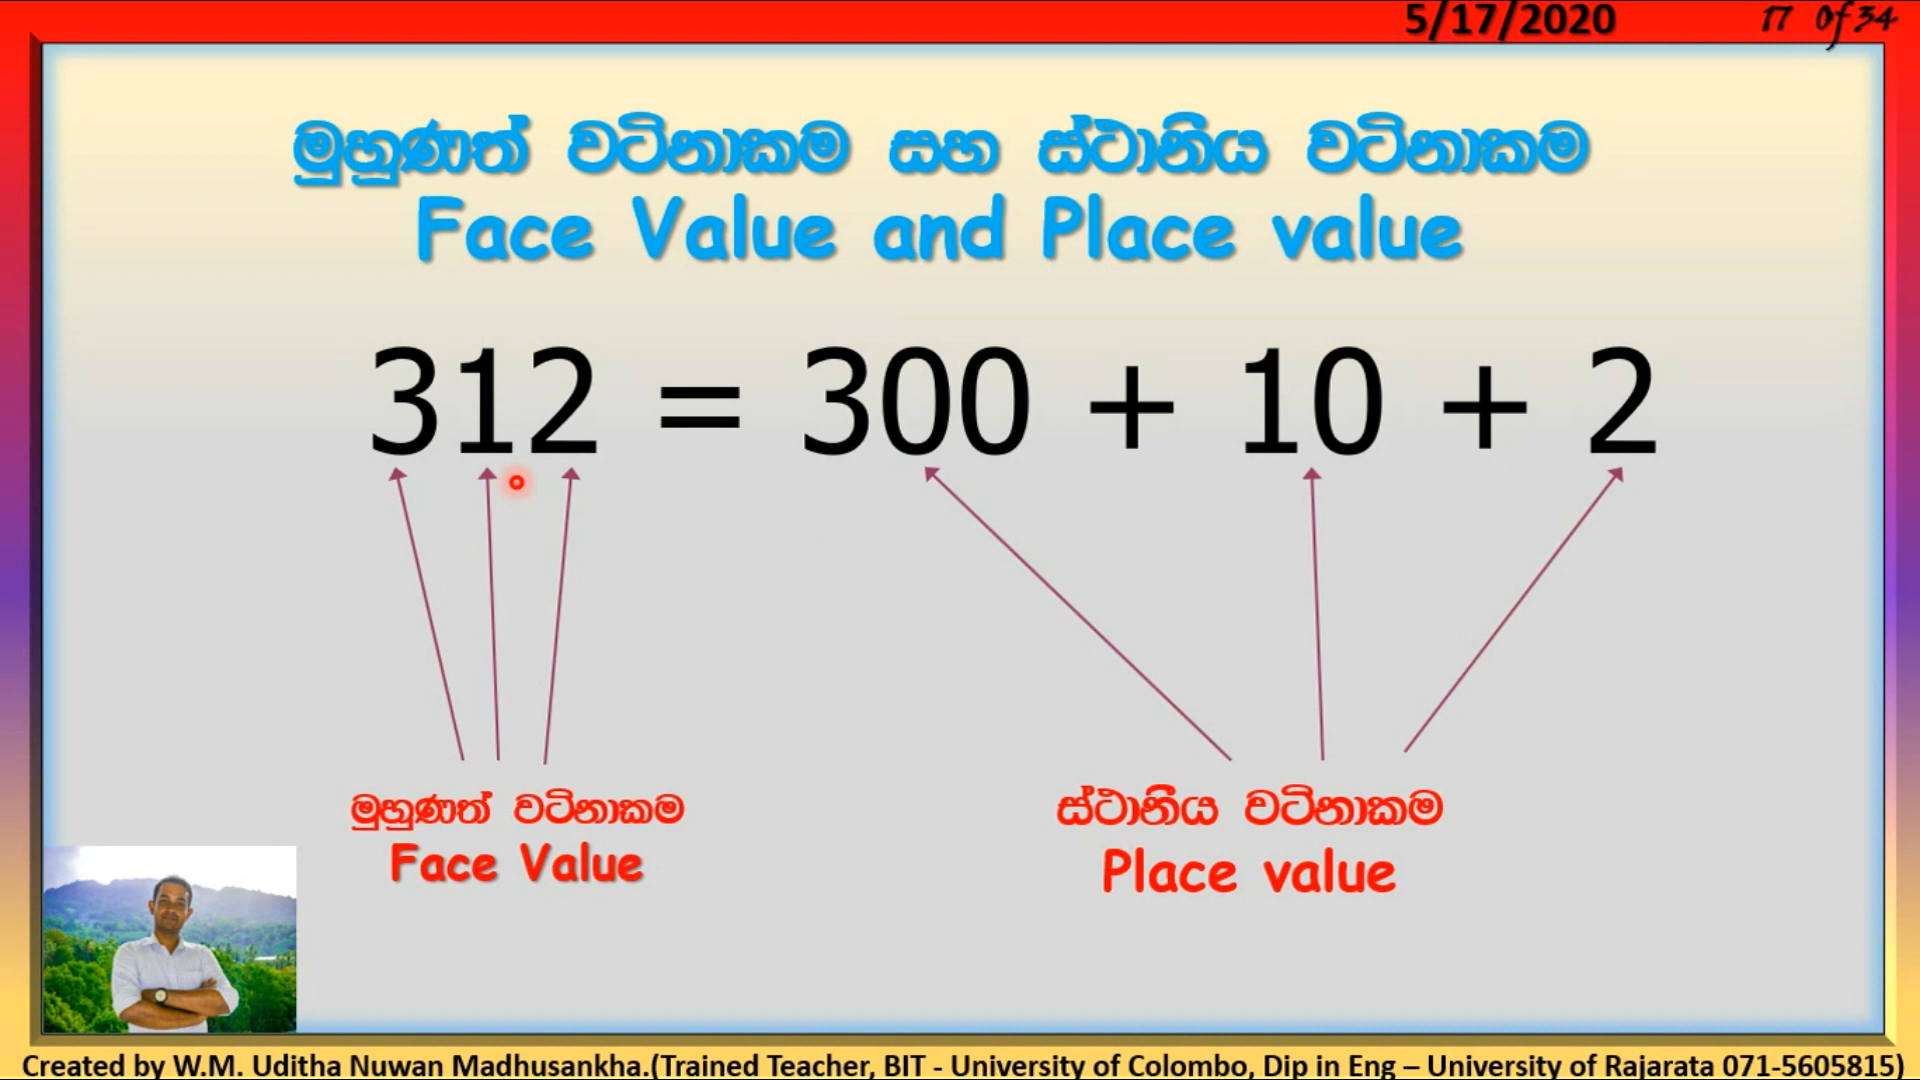 5/17/2020 17 of 34
මුහුණත් වටිනාකම සහ ස්ථානීය වටිනාකම
Face Value and Place value
312 = 300 + 10 + 2
මුහුණත් වටිනාකම
Face Value
ස්ථානීය වටිනාකම
Place value
Created by W.M. Uditha Nuwan Madhusankha.(Trained Teacher, BIT - University of Colombo, Dip in Eng – University of Rajarata 071-5605815)